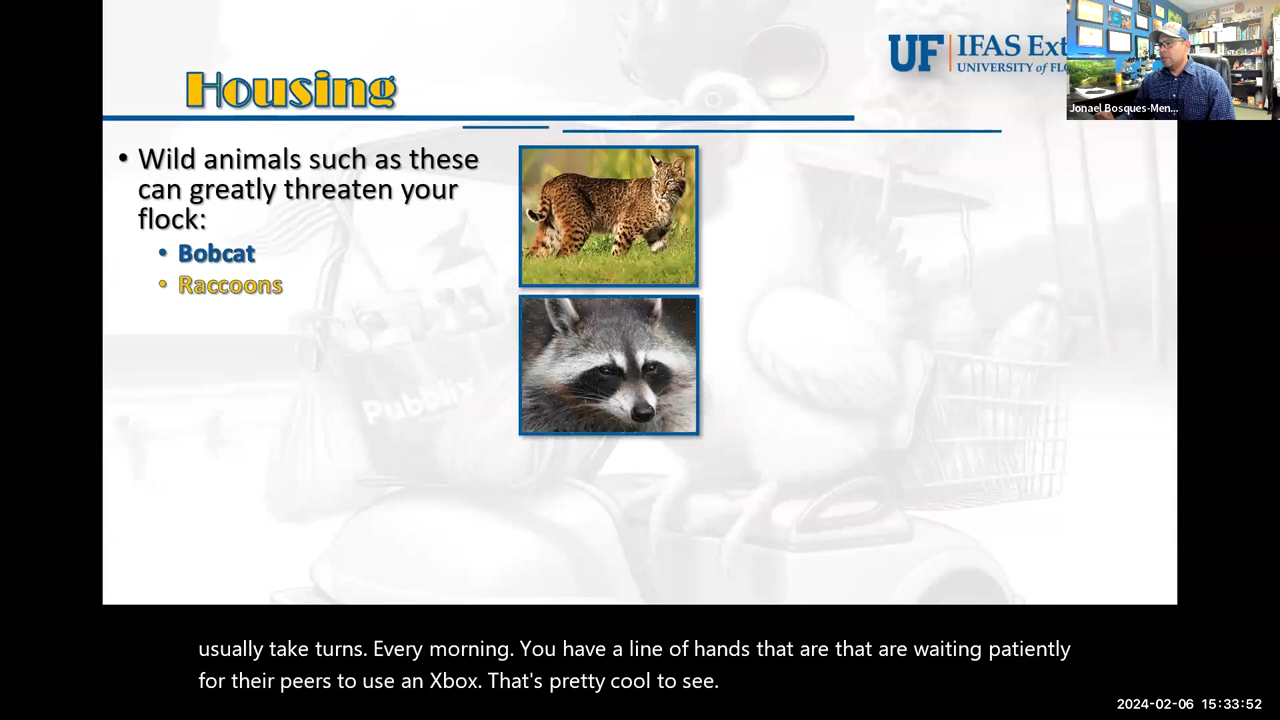 Housing
UF IFAS Ext
UNIVERSITY of FL
Jonael Bosques-Men...
• Wild animals such as these
can greatly threaten your
flock:
• Bobcat
• Raccoons
Pubblix
usually take turns. Every morning. You have a line of hands that are that are waiting patiently
for their peers to use an Xbox. That's pretty cool to see.
2024-02-06 15:33:52